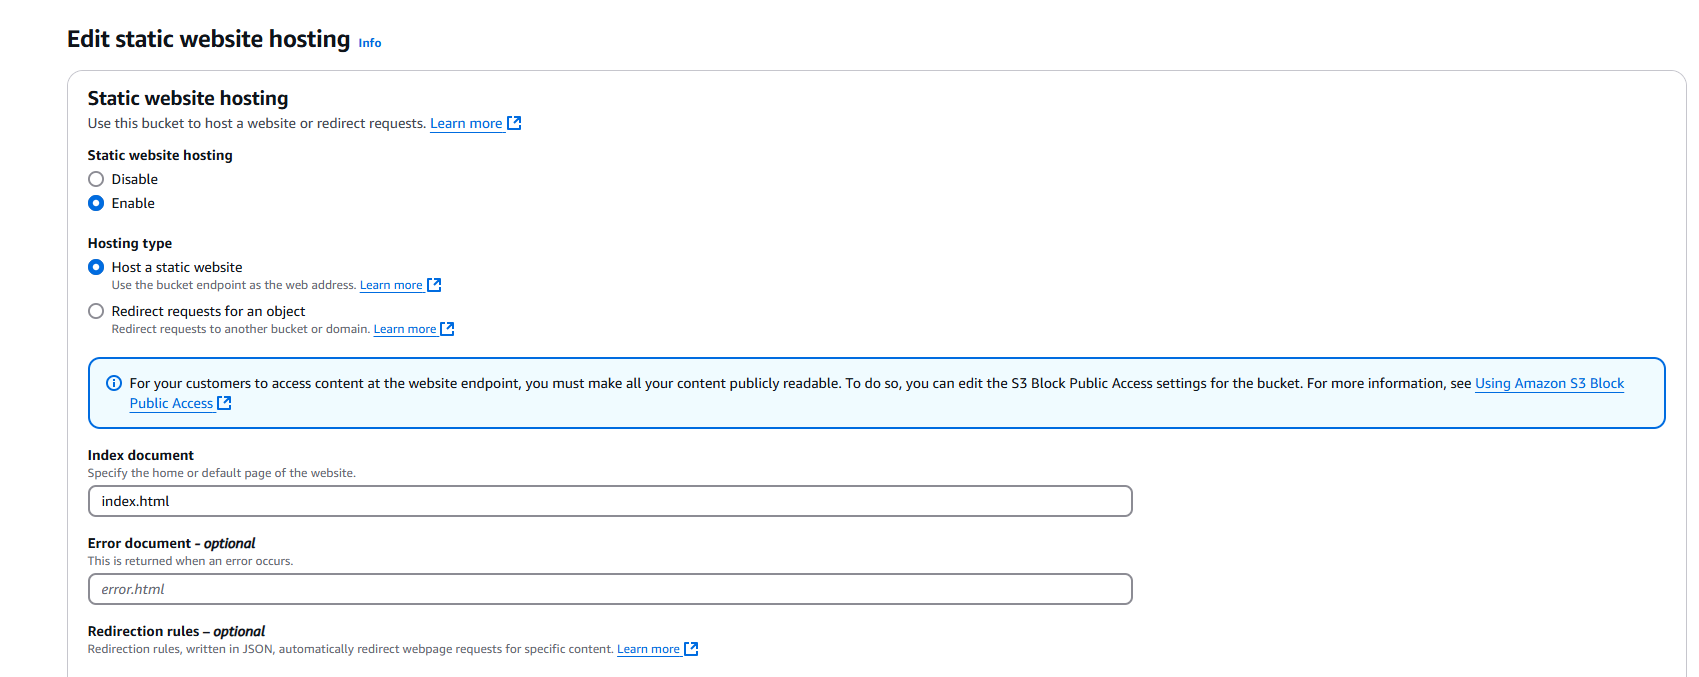 Edit static website hosting Info
Static website hosting
Use this bucket to host a website or redirect requests. Learn more
Static website hosting
Disable
Enable
Hosting type
Host a static website
Use the bucket endpoint as the web address. Learn more
Redirect requests for an object
Redirect requests to another bucket or domain. Learn more
For your customers to access content at the website endpoint, you must make all your content publicly readable. To do so, you can edit the S3 Block Public Access settings for the bucket. For more information, see Using Amazon S3 Block
Public Access
Index document
Specify the home or default page of the website.
index.html
Error document - optional
This is returned when an error occurs.
error.html
Redirection rules – optional
Redirection rules, written in JSON, automatically redirect webpage requests for specific content. Learn more